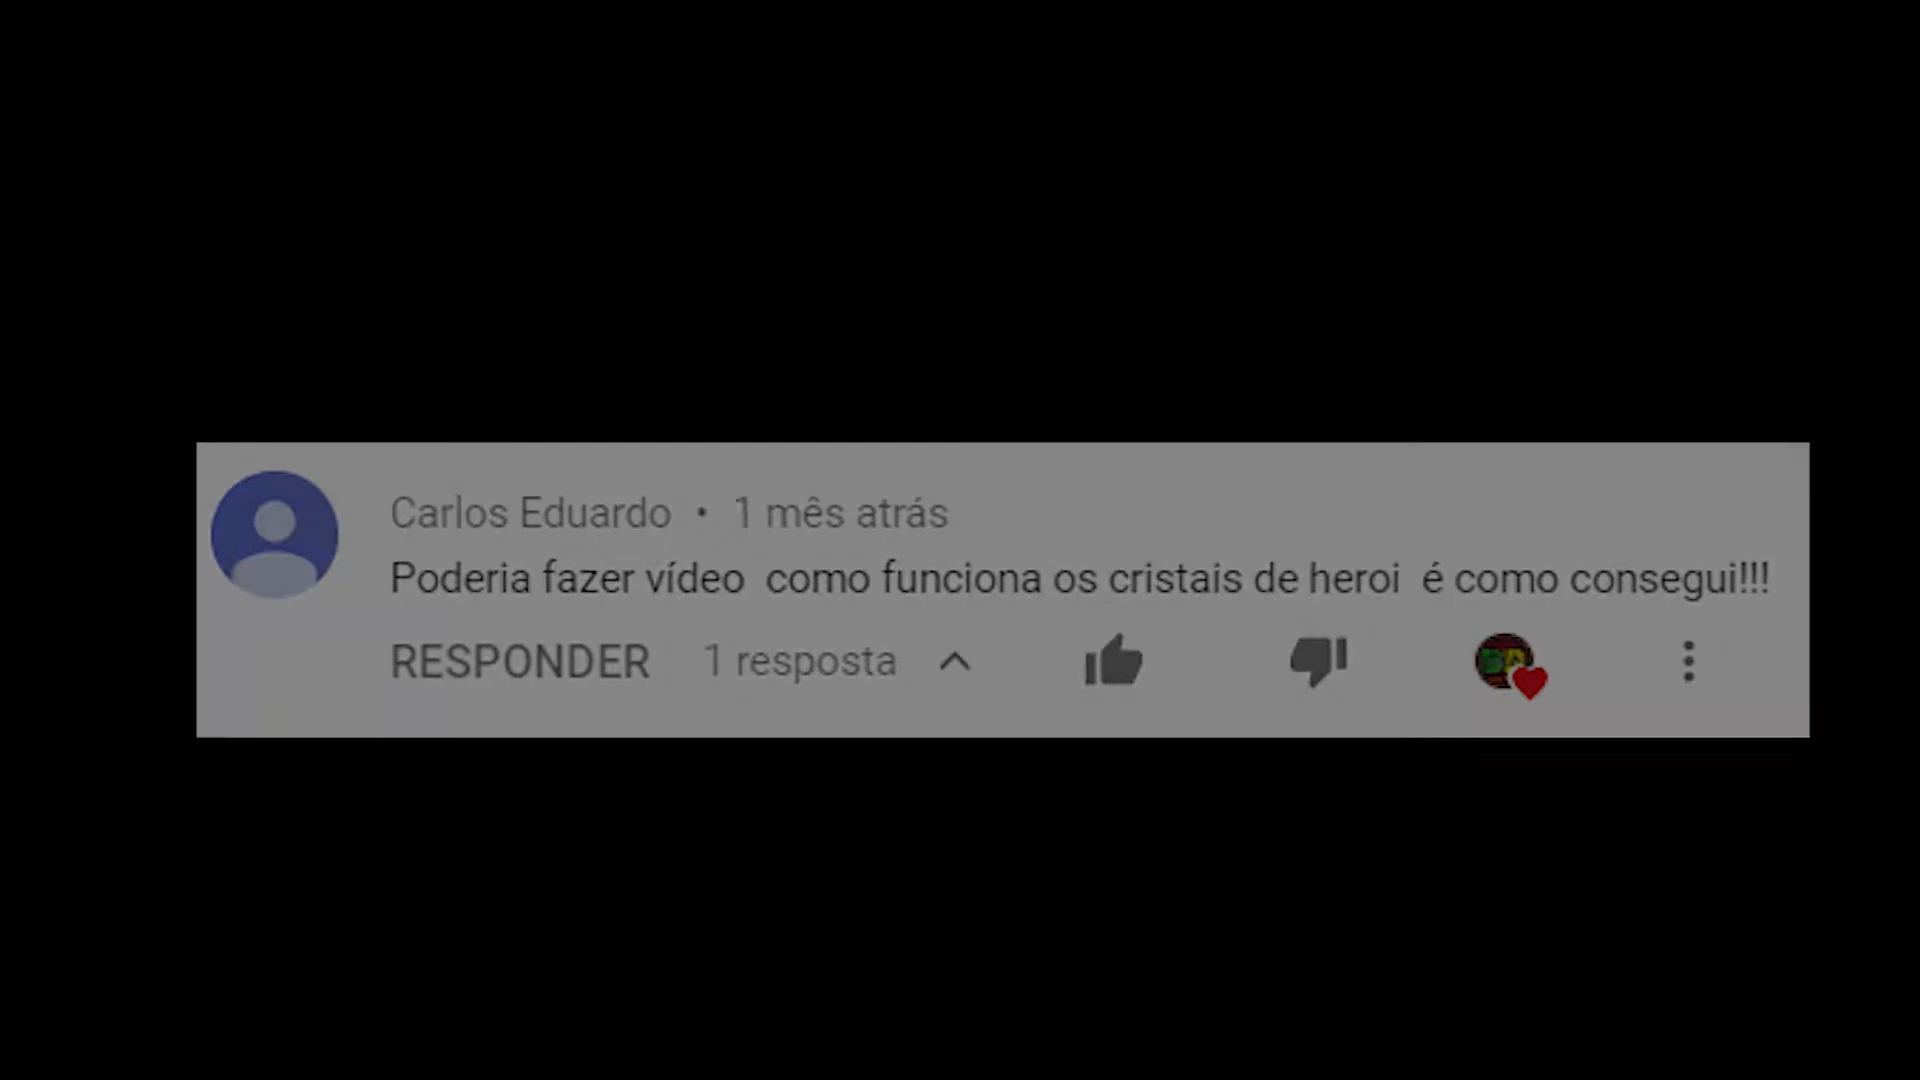 Carlos Eduardo • 1 mês atrás
Poderia fazer vídeo como funciona os cristais de heroi é como consegui!!!
RESPONDER 1 resposta